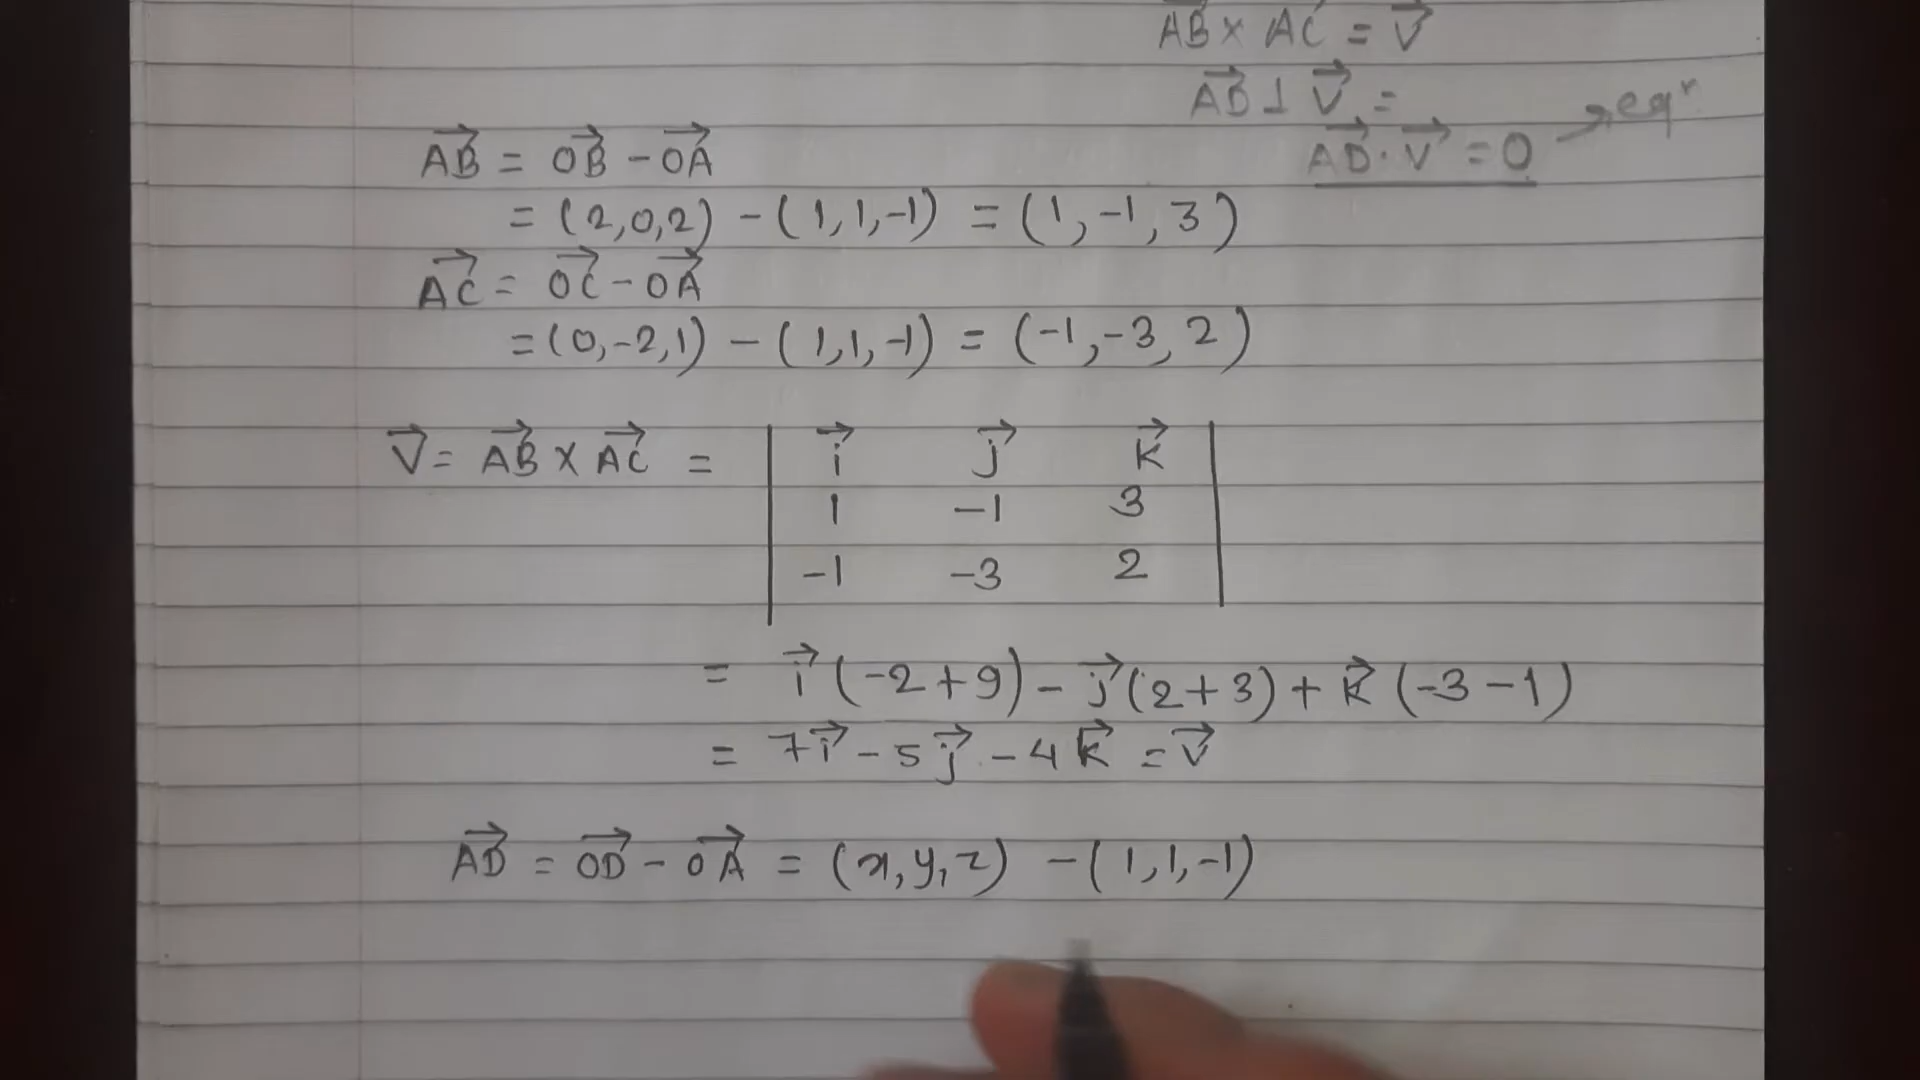 AB⃗ × AC⃗ = V⃗
AD⃗ ⊥ V⃗ =
AD⃗ · V⃗ = 0 → eqⁿ
AB⃗ = OB⃗ - OA⃗
= (2,0,2) - (1,1,-1) = (1,-1,3)
AC⃗ = OC⃗ - OA⃗
= (0,-2,1) - (1,1,-1) = (-1,-3,2)
V⃗ = AB⃗ × AC⃗ = | i⃗ j⃗ k⃗ |
1 -1 3
-1 -3 2
= i⃗(-2+9) - j⃗(2+3) + k⃗(-3-1)
= 7i⃗ - 5j⃗ - 4k⃗ = V⃗
AD⃗ = OD⃗ - OA⃗ = (x,y,z) - (1,1,-1)